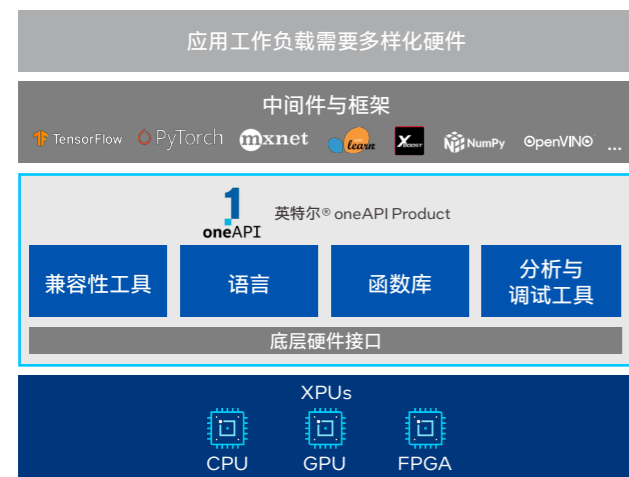 应用工作负载需要多样化硬件
中间件与框架
TensorFlow PyTorch mxnet learn XBOOST NumPy OpenVINO ...
1
oneAPI
英特尔® oneAPI Product
兼容性工具 语言 函数库 分析与
调试工具
底层硬件接口
XPUs
CPU GPU FPGA